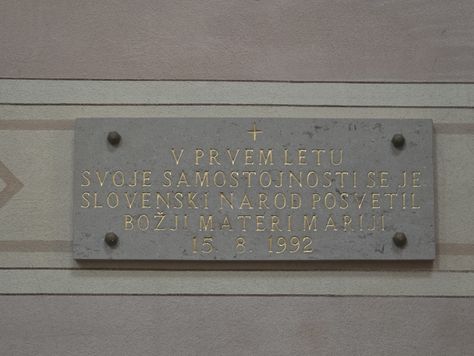 V PRVEM LETU
SVOJE SAMOSTOJNOSTI SE JE
SLOVENSKI NAROD POSVETIL
BOŽJI MATERI MARIJI
15. 8. 1992